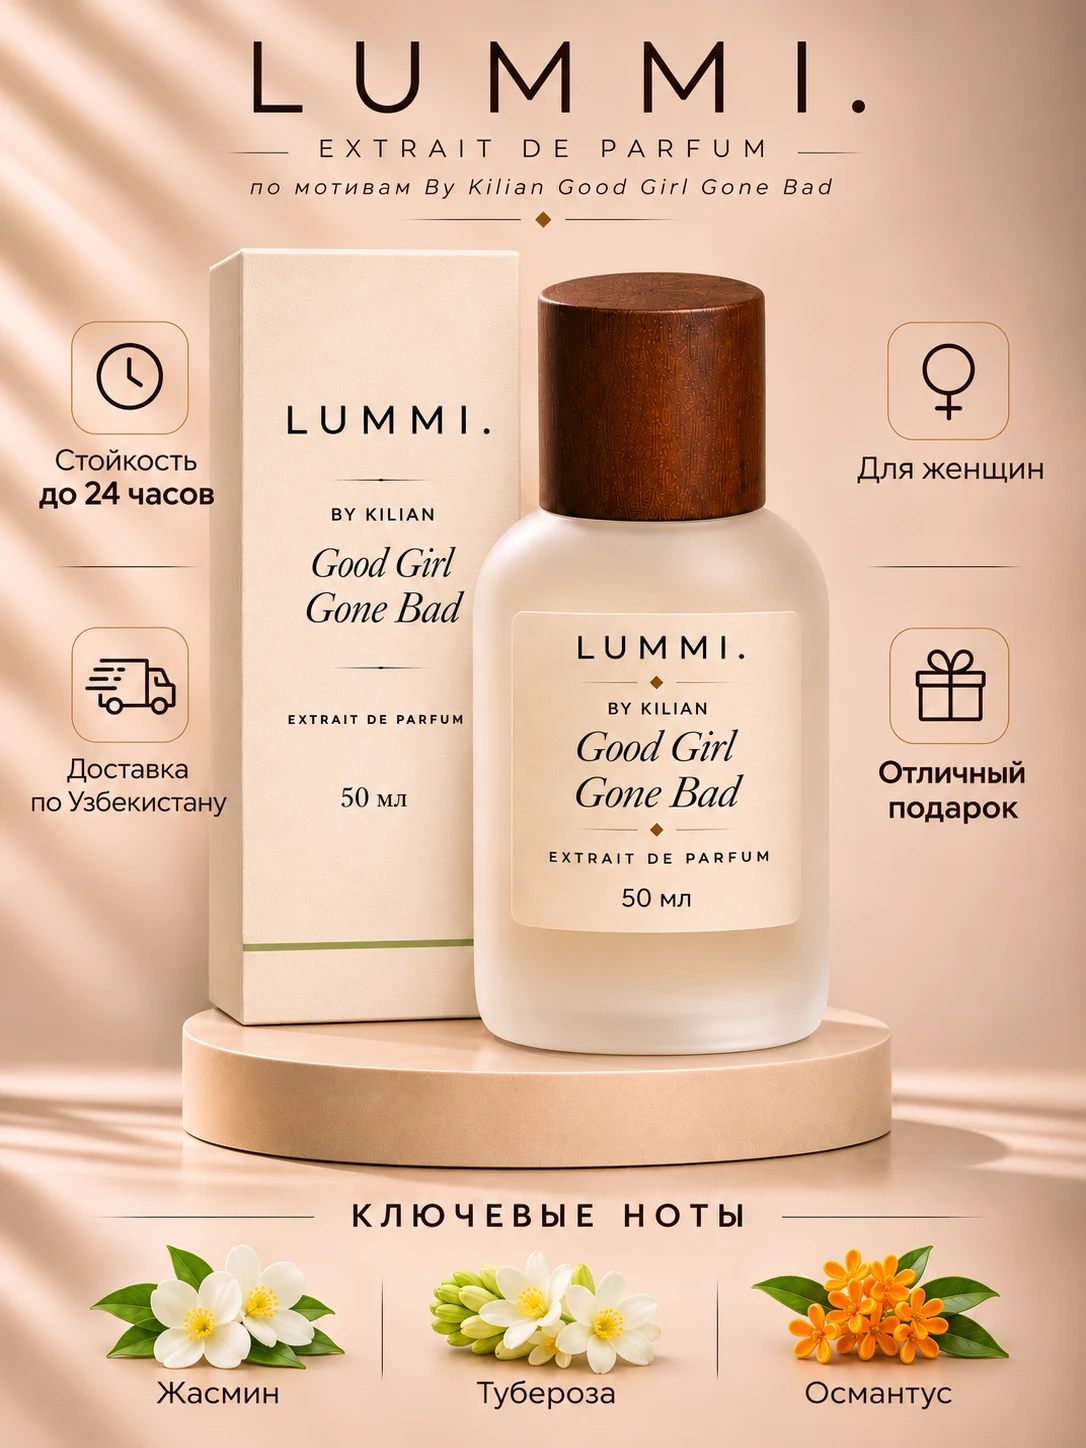 LUMMI.
EXTRAIT DE PARFUM
по мотивам By Kilian Good Girl Gone Bad
Стойкость
до 24 часов
Доставка
по Узбекистану
LUMMI.
BY KILIAN
Good Girl
Gone Bad
EXTRAIT DE PARFUM
50 мл
LUMMI.
BY KILIAN
Good Girl
Gone Bad
EXTRAIT DE PARFUM
50 мл
Для женщин
Отличный
подарок
КЛЮЧЕВЫЕ НОТЫ
Жасмин
Тубероза
Османтус